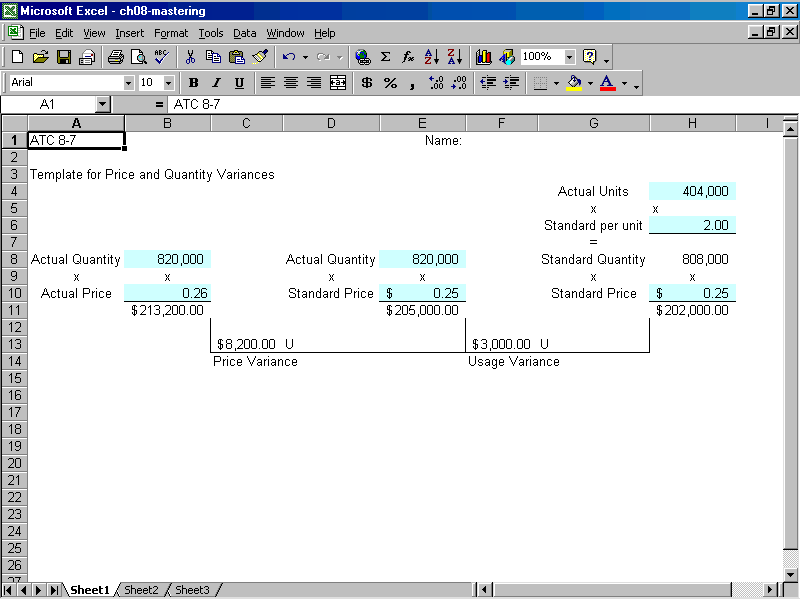 Microsoft Excel - ch08-mastering
File Edit View Insert Format Tools Data Window Help
ABC Σ fx A Z Z A 100% ?
Arial 10 B I U $ % , .00 .00 A
A1 = ATC 8-7
A B C D E F G H I
1 ATC 8-7 Name:
2
3 Template for Price and Quantity Variances
4 Actual Units 404,000
5 x x
6 Standard per unit 2.00
7 =
8 Actual Quantity 820,000 Actual Quantity 820,000 Standard Quantity 808,000
9 x x x x x x
10 Actual Price 0.26 Standard Price $ 0.25 Standard Price $ 0.25
11 $213,200.00 $205,000.00 $202,000.00
12
13 $8,200.00 U $3,000.00 U
14 Price Variance Usage Variance
15
16
17
18
19
20
21
22
23
24
25
26
27
Sheet1 Sheet2 Sheet3